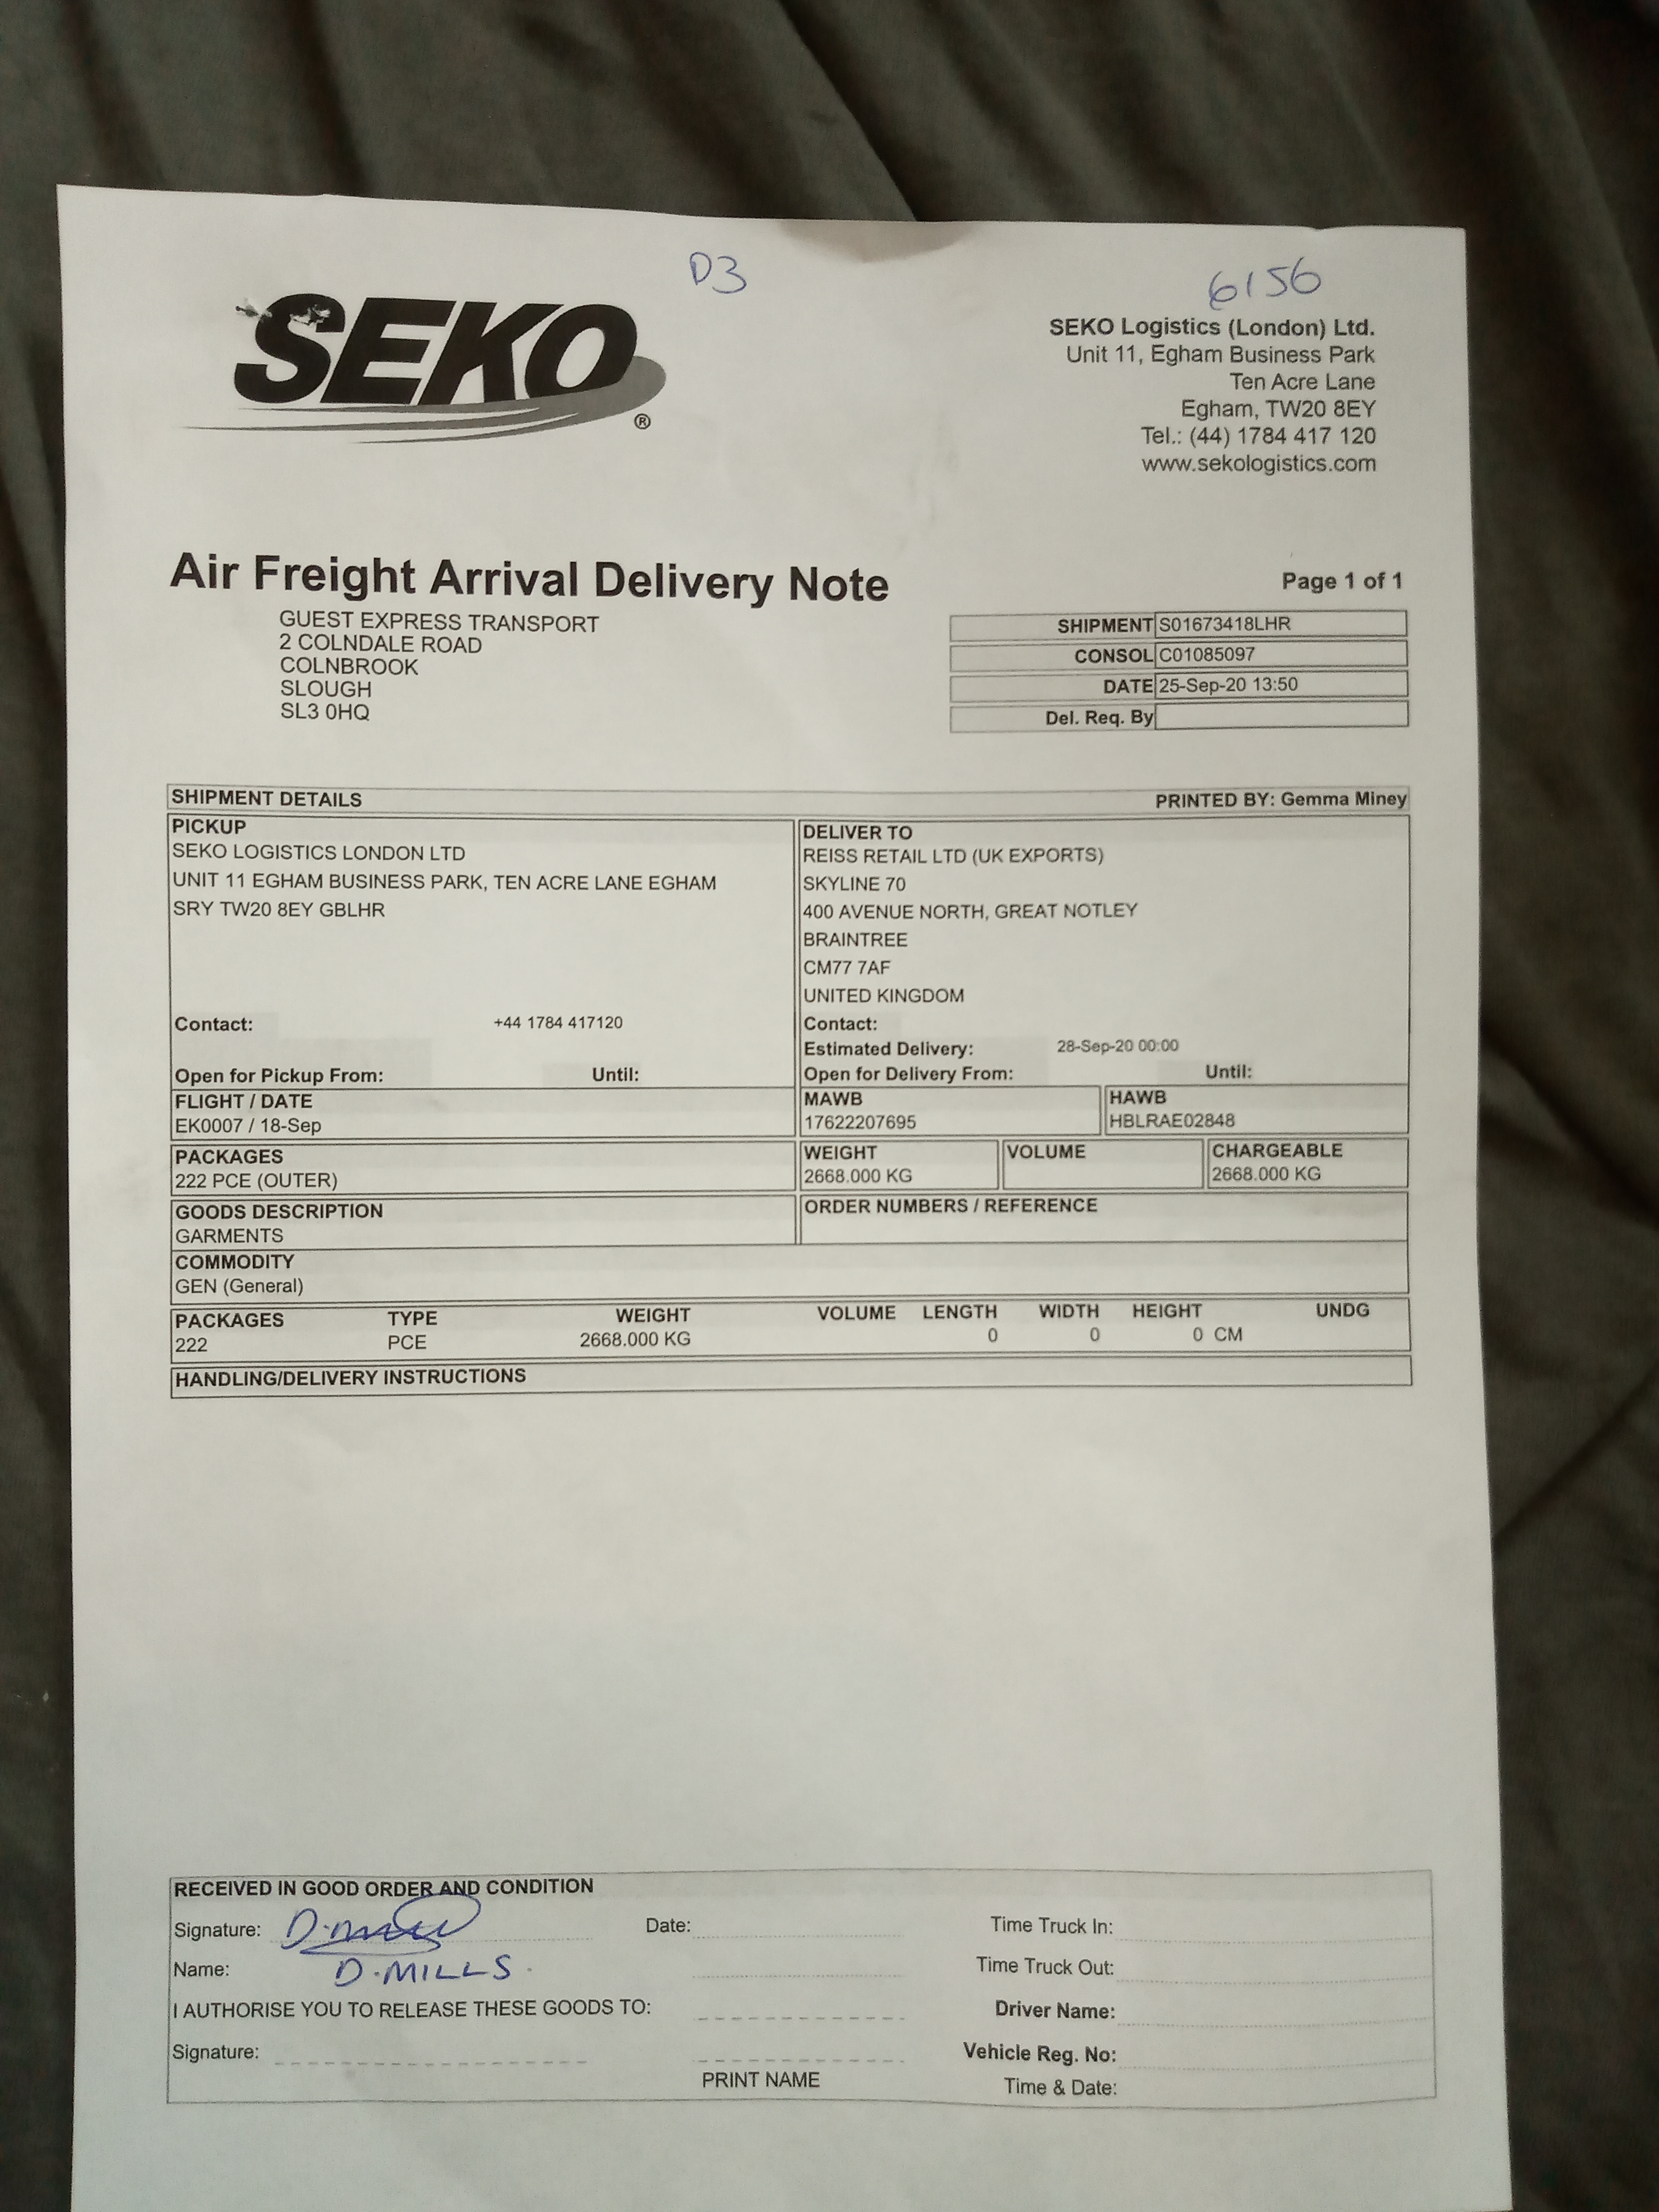 D3
6156
SEKO
®
SEKO Logistics (London) Ltd.
Unit 11, Egham Business Park
Ten Acre Lane
Egham, TW20 8EY
Tel.: (44) 1784 417 120
www.sekologistics.com
Air Freight Arrival Delivery Note
Page 1 of 1
GUEST EXPRESS TRANSPORT
2 COLNDALE ROAD
COLNBROOK
SLOUGH
SL3 0HQ
SHIPMENT S01673418LHR
CONSOL C01085097
DATE 25-Sep-20 13:50
Del. Req. By
SHIPMENT DETAILS PRINTED BY: Gemma Miney
PICKUP
SEKO LOGISTICS LONDON LTD
UNIT 11 EGHAM BUSINESS PARK, TEN ACRE LANE EGHAM
SRY TW20 8EY GBLHR
Contact: +44 1784 417120
Open for Pickup From: Until:
DELIVER TO
REISS RETAIL LTD (UK EXPORTS)
SKYLINE 70
400 AVENUE NORTH, GREAT NOTLEY
BRAINTREE
CM77 7AF
UNITED KINGDOM
Contact:
Estimated Delivery: 28-Sep-20 00:00
Open for Delivery From: Until:
FLIGHT / DATE MAWB HAWB
EK0007 / 18-Sep 17622207695 HBLRAE02848
PACKAGES WEIGHT VOLUME CHARGEABLE
222 PCE (OUTER) 2668.000 KG 2668.000 KG
GOODS DESCRIPTION ORDER NUMBERS / REFERENCE
GARMENTS
COMMODITY
GEN (General)
PACKAGES TYPE WEIGHT VOLUME LENGTH WIDTH HEIGHT UNDG
222 PCE 2668.000 KG 0 0 0 CM
HANDLING/DELIVERY INSTRUCTIONS
RECEIVED IN GOOD ORDER AND CONDITION
Signature: Date: Time Truck In:
Name: D.MILLS. Time Truck Out:
I AUTHORISE YOU TO RELEASE THESE GOODS TO: Driver Name:
Signature: Vehicle Reg. No:
PRINT NAME Time & Date: